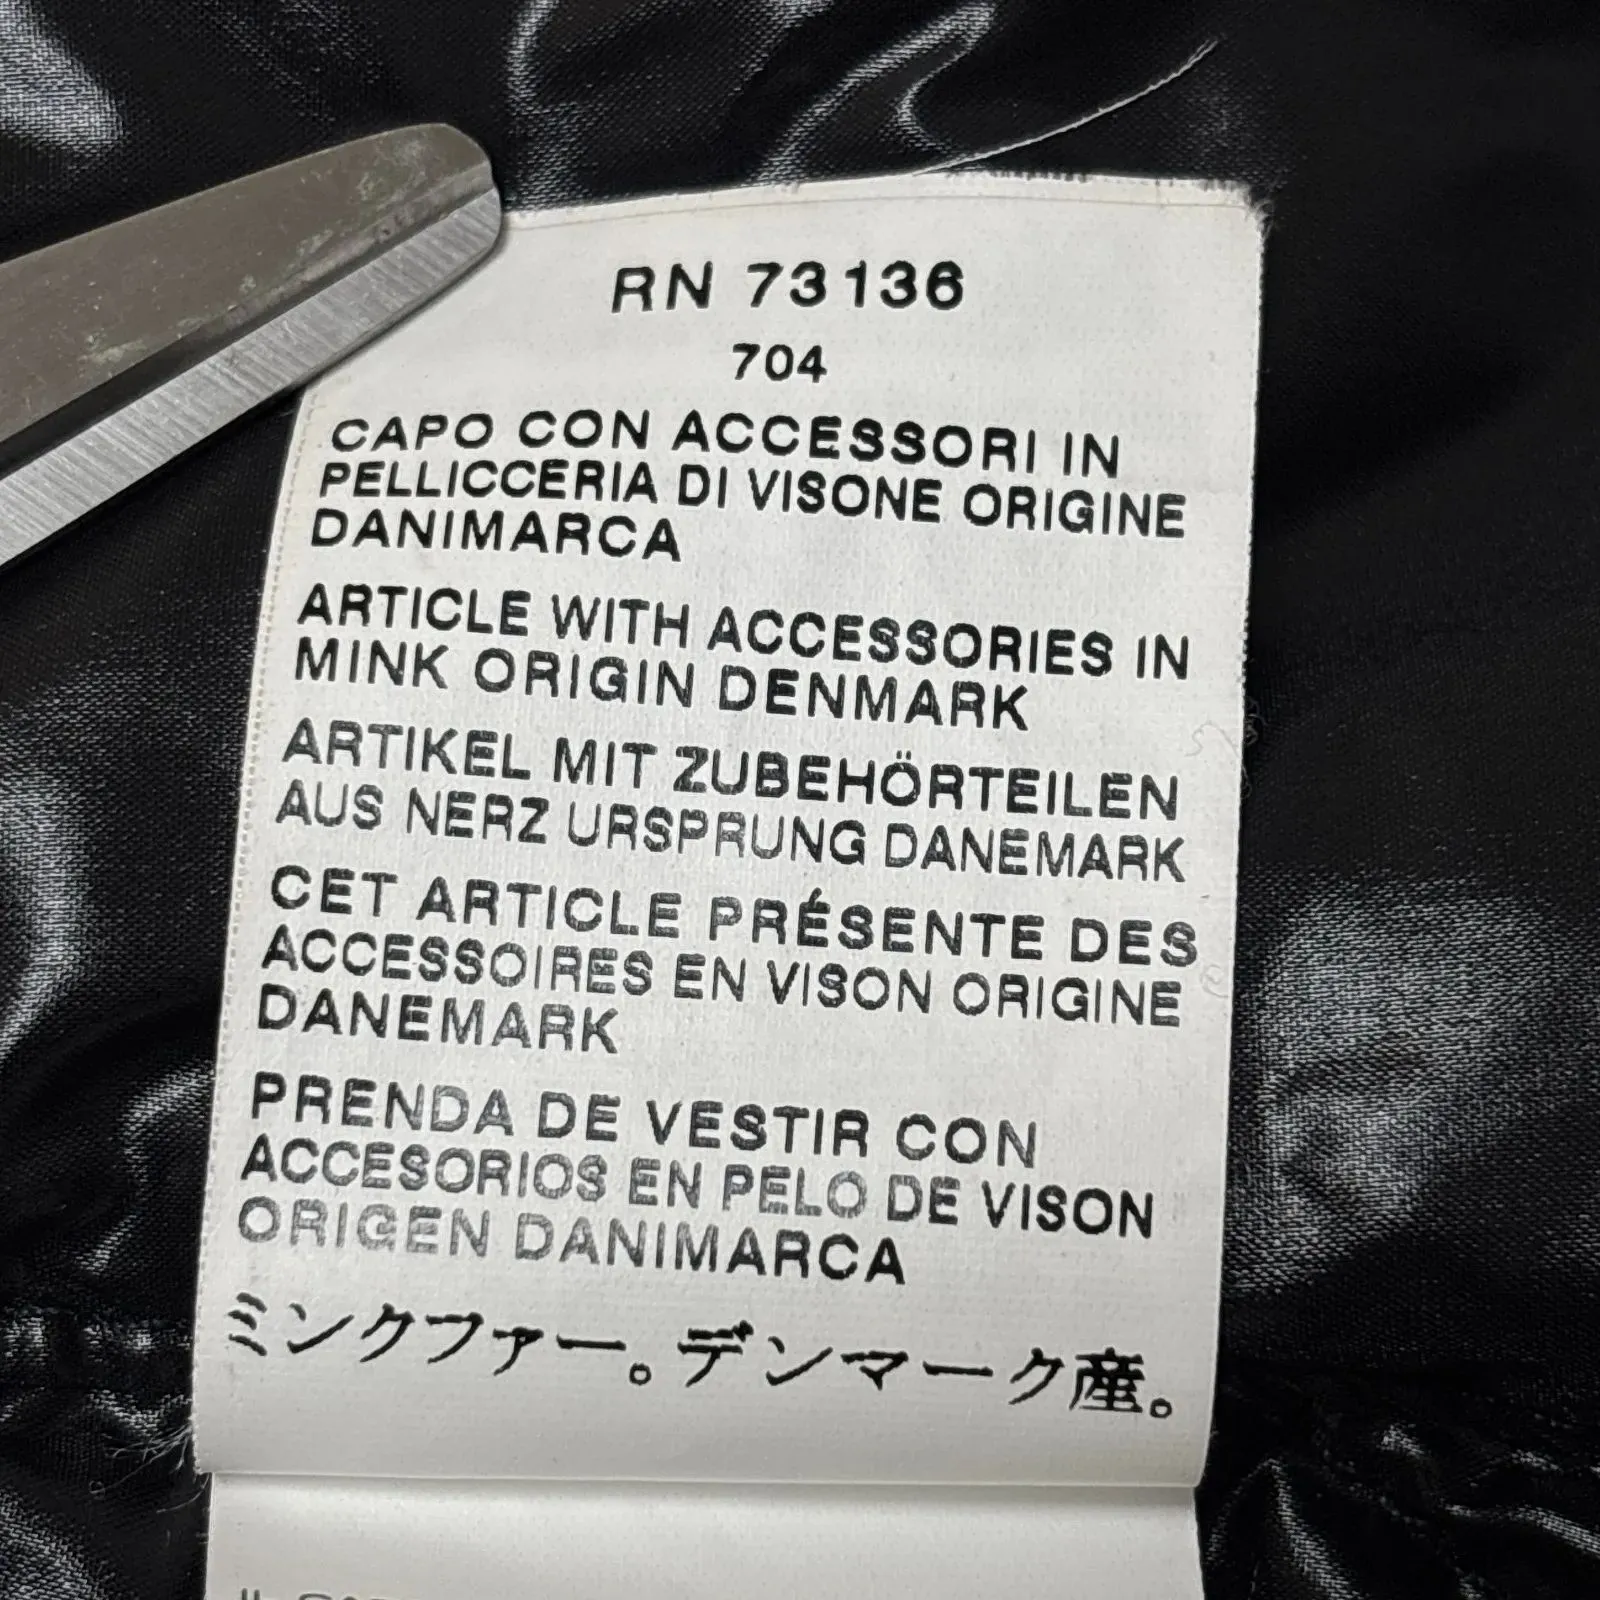 RN 73136
704
CAPO CON ACCESSORI IN
PELLICCERIA DI VISONE ORIGINE
DANIMARCA
ARTICLE WITH ACCESSORIES IN
MINK ORIGIN DENMARK
ARTIKEL MIT ZUBEHÖRTEILEN
AUS NERZ URSPRUNG DANEMARK
CET ARTICLE PRÉSENTE DES
ACCESSOIRES EN VISON ORIGINE
DANEMARK
PRENDA DE VESTIR CON
ACCESORIOS EN PELO DE VISON
ORIGEN DANIMARCA
ミンクファー。デンマーク産。